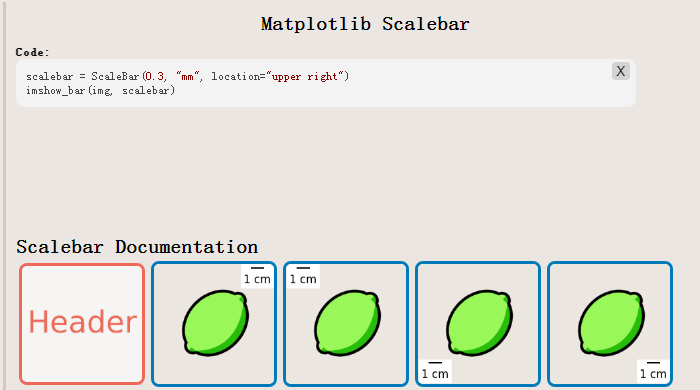 Matplotlib Scalebar
Code:
X
scalebar = ScaleBar(0.3, "mm", location="upper right")
imshow_bar(img, scalebar)
Scalebar Documentation
Header
1 cm
1 cm
1 cm
1 cm